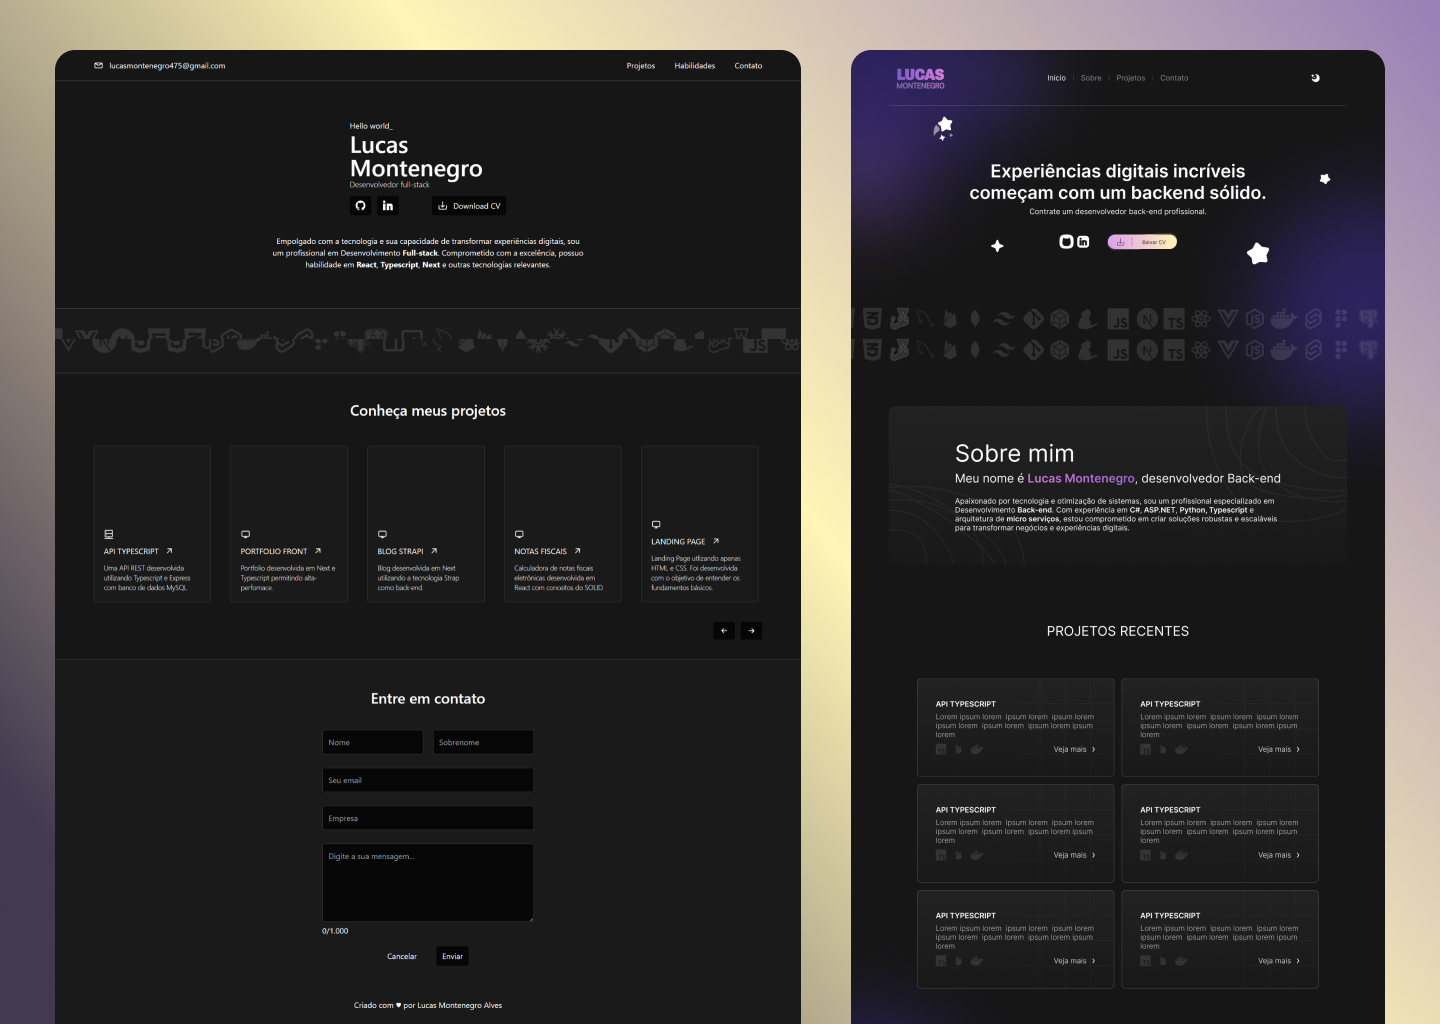 lucasmontenegro475@gmail.com
Projetos Habilidades Contato
Hello world_
Lucas
Montenegro
Desenvolvedor full-stack
Download CV
Empolgado com a tecnologia e sua capacidade de transformar experiências digitais, sou
um profissional em Desenvolvimento Full-stack. Comprometido com a excelência, possuo
habilidade em React, Typescript, Next e outras tecnologias relevantes.
JS
Conheça meus projetos
API TYPESCRIPT
Uma API REST desenvolvida
utilizando Typescript e Express
com banco de dados MySQL.
PORTFOLIO FRONT
Portfolio desenvolvida em Next e
Typescript permitindo alta-
perfomace.
BLOG STRAPI
Blog desenvolvida em Next
utilizando a tecnologia Strap
como back-end.
NOTAS FISCAIS
Calculadora de notas fiscais
eletrônicas desenvolvida em
React com conceitos do SOLID
LANDING PAGE
Landing Page utlizando apenas
HTML e CSS. Foi desenvolvida
com o objetivo de entender os
fundamentos básicos.
Entre em contato
Nome Sobrenome
Seu email
Empresa
Digite a sua mensagem...
0/1.000
Cancelar Enviar
Criado com ♥ por Lucas Montenegro Alves
LUCAS
MONTENEGRO
Inicio Sobre Projetos Contato
Experiências digitais incríveis
começam com um backend sólido.
Contrate um desenvolvedor back-end profissional.
in Baixar CV
JS N TS JS
JS N TS JS
Sobre mim
Meu nome é Lucas Montenegro, desenvolvedor Back-end
Apaixonado por tecnologia e otimização de sistemas, sou um profissional especializado em
Desenvolvimento Back-end. Com experiência em C#, ASP.NET, Python, Typescript e
arquitetura de micro serviços, estou comprometido em criar soluções robustas e escaláveis
para transformar negócios e experiências digitais.
PROJETOS RECENTES
API TYPESCRIPT
Lorem ipsum lorem ipsum lorem ipsum lorem
ipsum lorem ipsum lorem ipsum lorem ipsum
lorem
TS Veja mais
API TYPESCRIPT
Lorem ipsum lorem ipsum lorem ipsum lorem
ipsum lorem ipsum lorem ipsum lorem ipsum
lorem
TS Veja mais
API TYPESCRIPT
Lorem ipsum lorem ipsum lorem ipsum lorem
ipsum lorem ipsum lorem ipsum lorem ipsum
lorem
TS Veja mais
API TYPESCRIPT
Lorem ipsum lorem ipsum lorem ipsum lorem
ipsum lorem ipsum lorem ipsum lorem ipsum
lorem
TS Veja mais
API TYPESCRIPT
Lorem ipsum lorem ipsum lorem ipsum lorem
ipsum lorem ipsum lorem ipsum lorem ipsum
lorem
TS Veja mais
API TYPESCRIPT
Lorem ipsum lorem ipsum lorem ipsum lorem
ipsum lorem ipsum lorem ipsum lorem ipsum
lorem
TS Veja mais